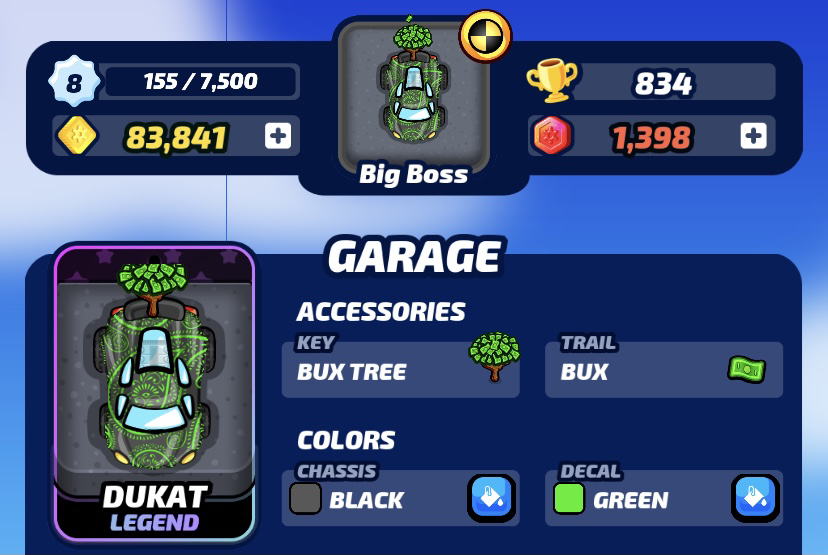 8
155 / 7,500
83,841
Big Boss
834
1,398
GARAGE
DUKAT
LEGEND
ACCESSORIES
KEY
BUX TREE
TRAIL
BUX
COLORS
CHASSIS
BLACK
DECAL
GREEN